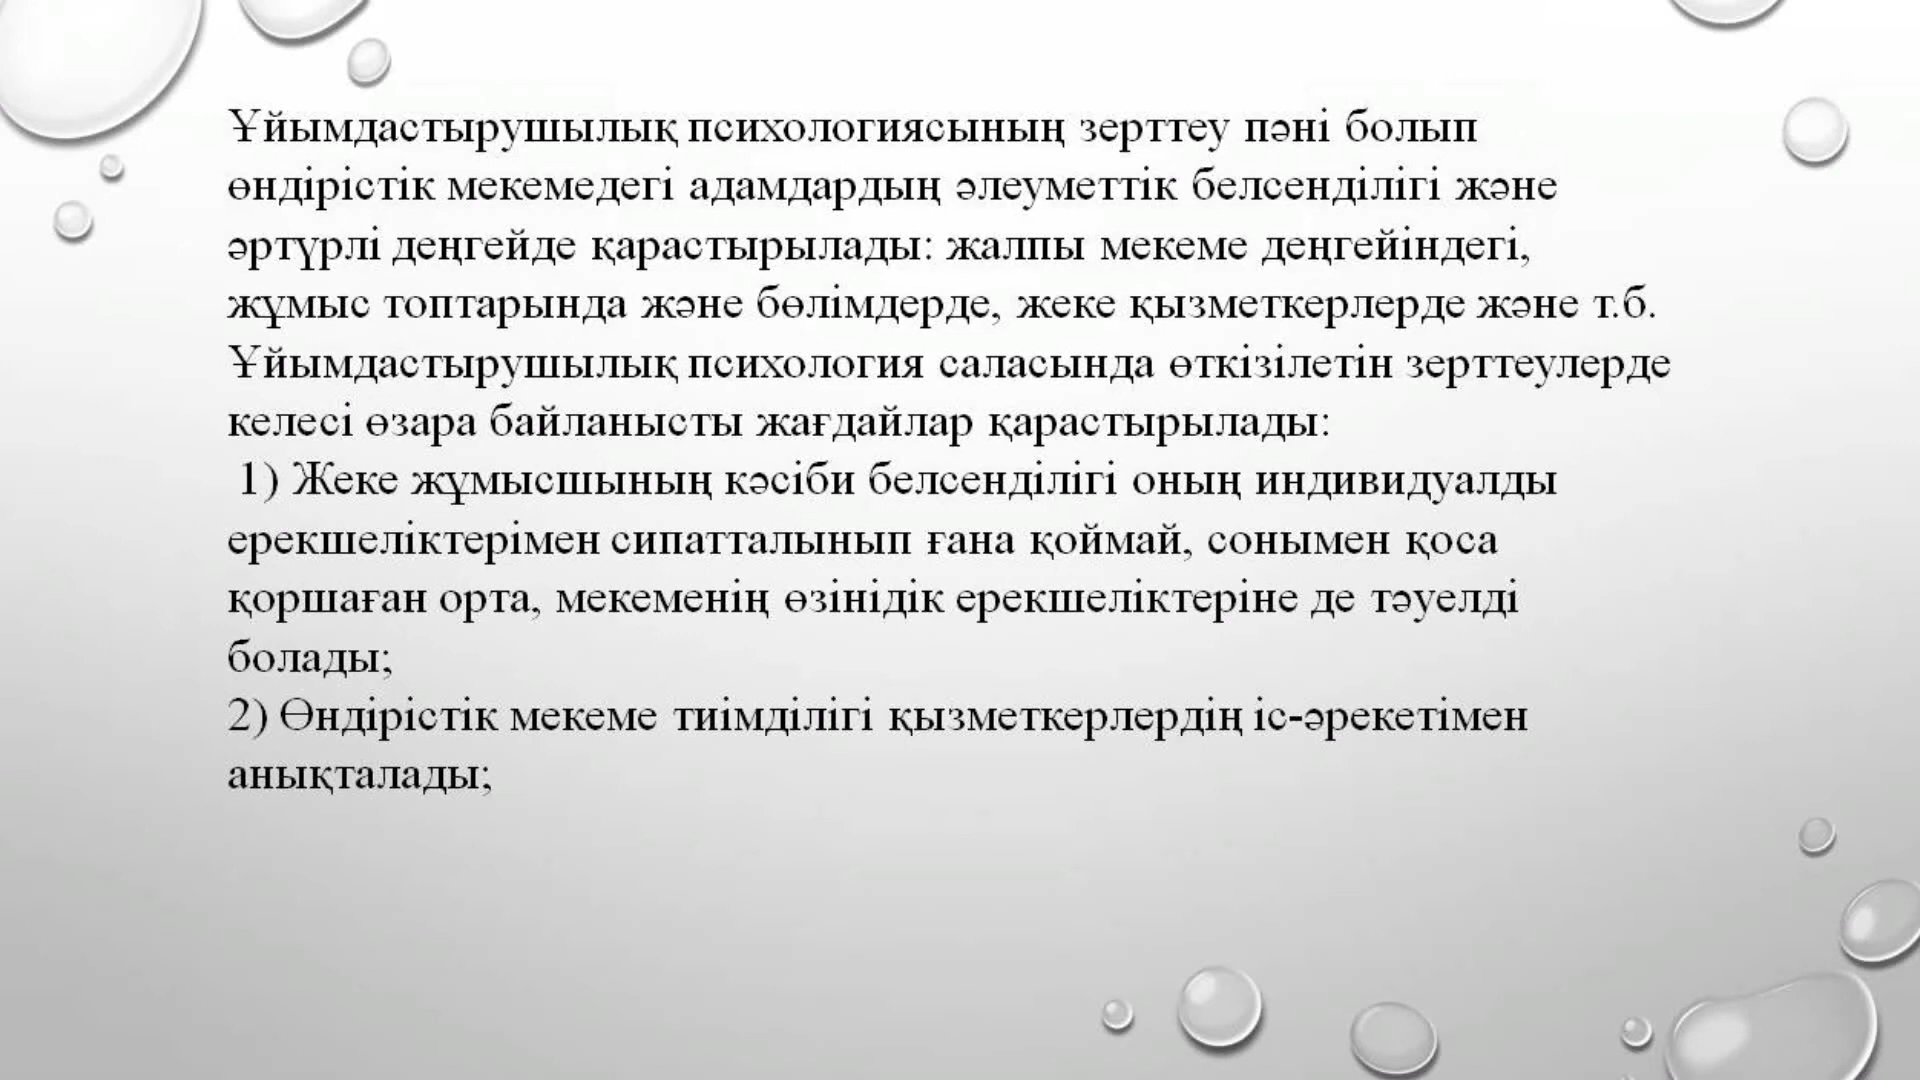 Ұйымдастырушылық психологиясының зерттеу пәні болып
өндірістік мекемедегі адамдардың әлеуметтік белсенділігі және
әртүрлі деңгейде қарастырылады: жалпы мекеме деңгейіндегі,
жұмыс топтарында және бөлімдерде, жеке қызметкерлерде және т.б.
Ұйымдастырушылық психология саласында өткізілетін зерттеулерде
келесі өзара байланысты жағдайлар қарастырылады:
1) Жеке жұмысшының кәсіби белсенділігі оның индивидуалды
ерекшеліктерімен сипатталынып ғана қоймай, сонымен қоса
қоршаған орта, мекеменің өзінідік ерекшеліктеріне де тәуелді
болады;
2) Өндірістік мекеме тиімділігі қызметкерлердің іс-әрекетімен
анықталады;